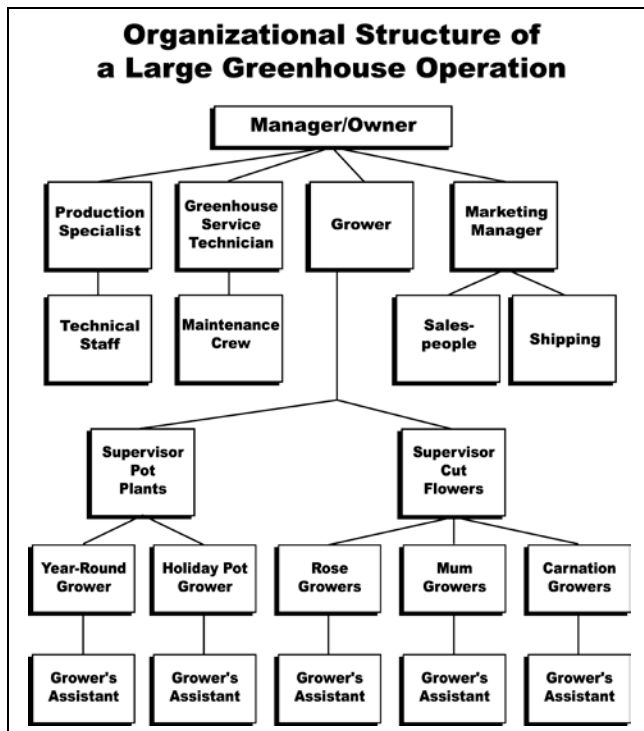 Organizational Structure of
a Large Greenhouse Operation
Manager/Owner
Production
Specialist
Greenhouse
Service
Technician
Grower
Marketing
Manager
Technical
Staff
Maintenance
Crew
Sales-
people
Shipping
Supervisor
Pot
Plants
Supervisor
Cut
Flowers
Year-Round
Grower
Holiday Pot
Grower
Rose
Growers
Mum
Growers
Carnation
Growers
Grower's
Assistant
Grower's
Assistant
Grower's
Assistant
Grower's
Assistant
Grower's
Assistant